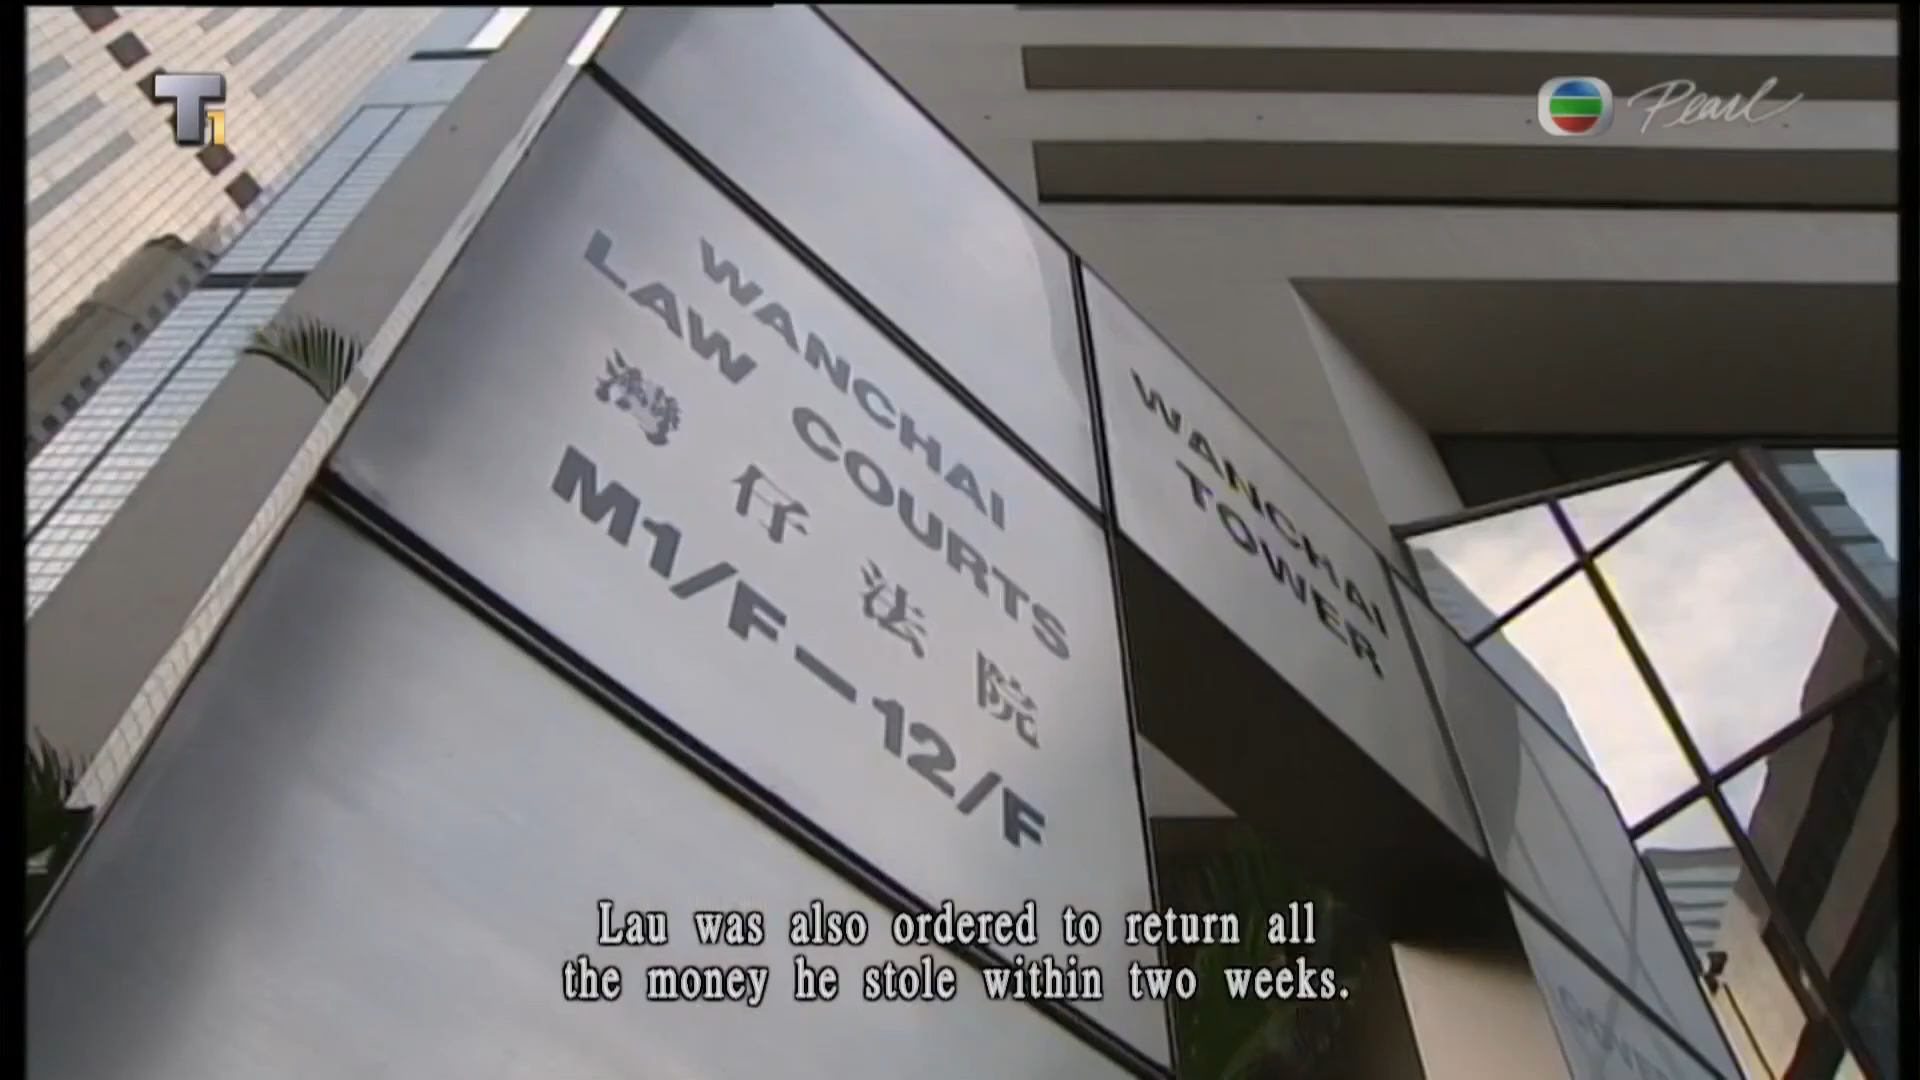 T1
Pearl
WANCHAI
LAW COURTS
灣仔法院
M1/F—12/F
WANCHAI
TOWER
Lau was also ordered to return all
the money he stole within two weeks.